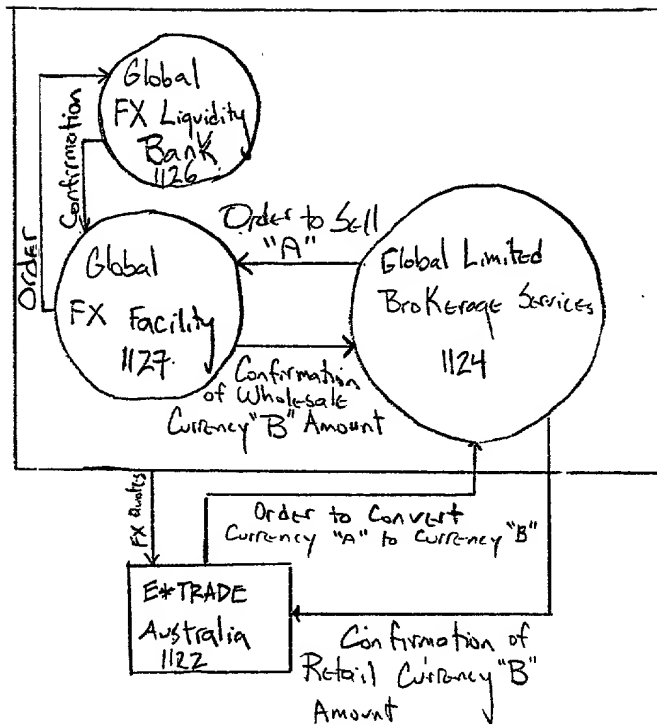 Global
FX Liquidity
Bank
1126
Confirmation
Order
Order to Sell
"A"
Global
FX Facility
1127
Global Limited
Brokerage Services
1124
Confirmation
of Wholesale
Currency "B" Amount
FX Quotes
Order to Convert
Currency "A" to Currency "B"
E*TRADE
Australia
1122
Confirmation of
Retail Currency "B"
Amount